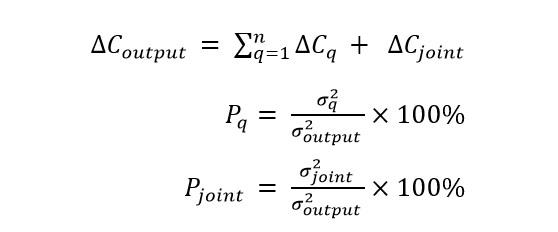 ΔC_output = ∑_{q=1}^{n} ΔC_q + ΔC_joint
P_q = σ_q^2 / σ_output^2 × 100%
P_joint = σ_joint^2 / σ_output^2 × 100%